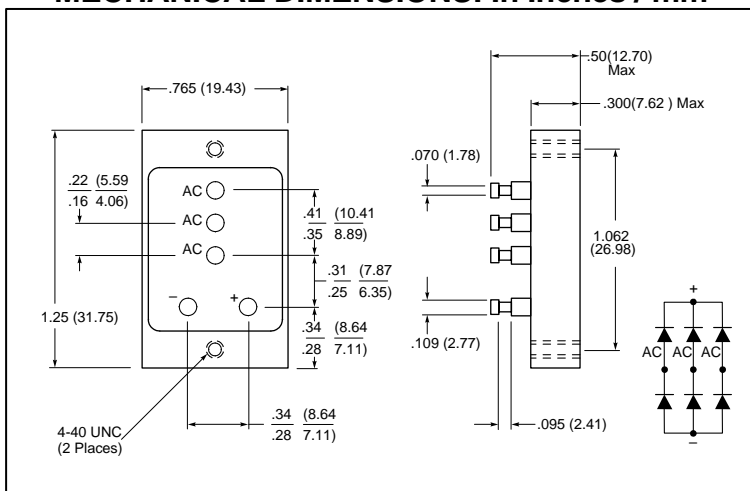 MECHANICAL DIMENSIONS: In Inches / mm
.765 (19.43)
AC
AC
AC
–
+
.22 (5.59
.16 4.06)
1.25 (31.75)
.41 (10.41
.35 8.89)
.31 (7.87
.25 6.35)
.34 (8.64
.28 7.11)
.34 (8.64
.28 7.11)
4-40 UNC
(2 Places)
.50(12.70)
Max
.300(7.62 ) Max
.070 (1.78)
1.062
(26.98)
.109 (2.77)
.095 (2.41)
+
AC AC AC
–